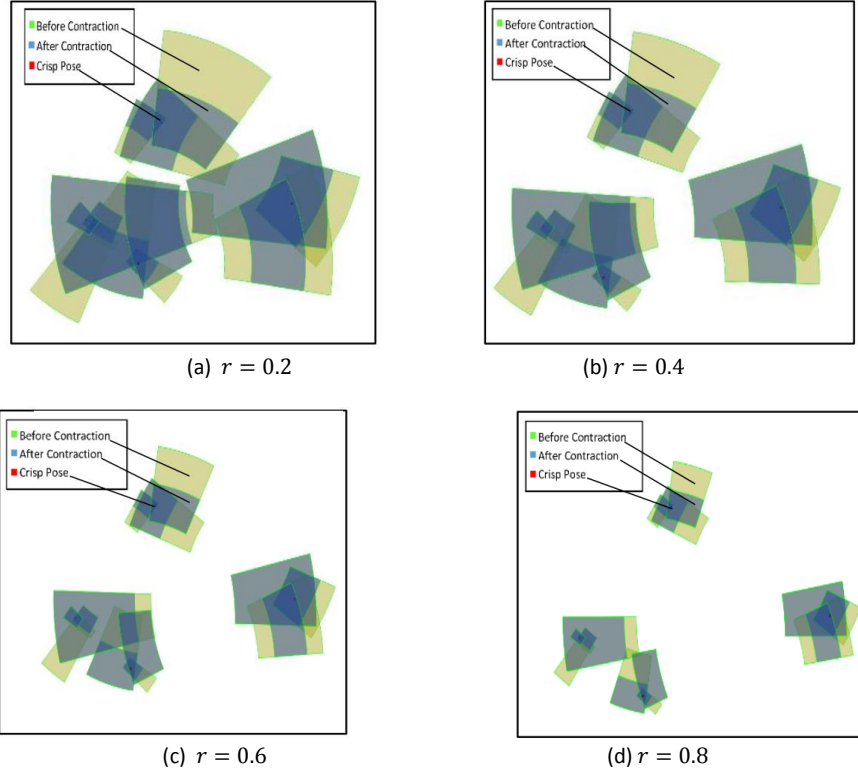 Before Contraction
After Contraction
Crisp Pose
Before Contraction
After Contraction
Crisp Pose
(a) r = 0.2
(b) r = 0.4
Before Contraction
After Contraction
Crisp Pose
Before Contraction
After Contraction
Crisp Pose
(c) r = 0.6
(d) r = 0.8